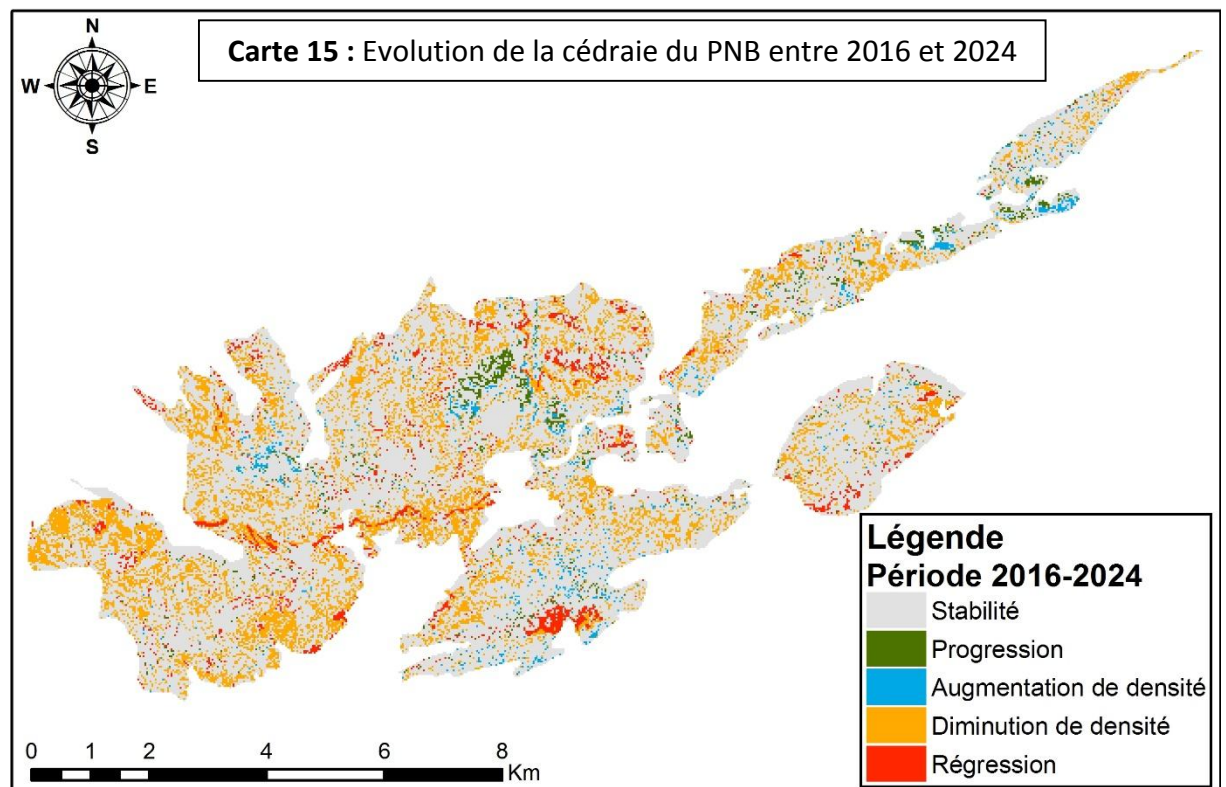 Carte 15 : Evolution de la cédraie du PNB entre 2016 et 2024
N
W E
S
Légende
Période 2016-2024
Stabilité
Progression
Augmentation de densité
Diminution de densité
Régression
0 1 2 4 6 8
Km